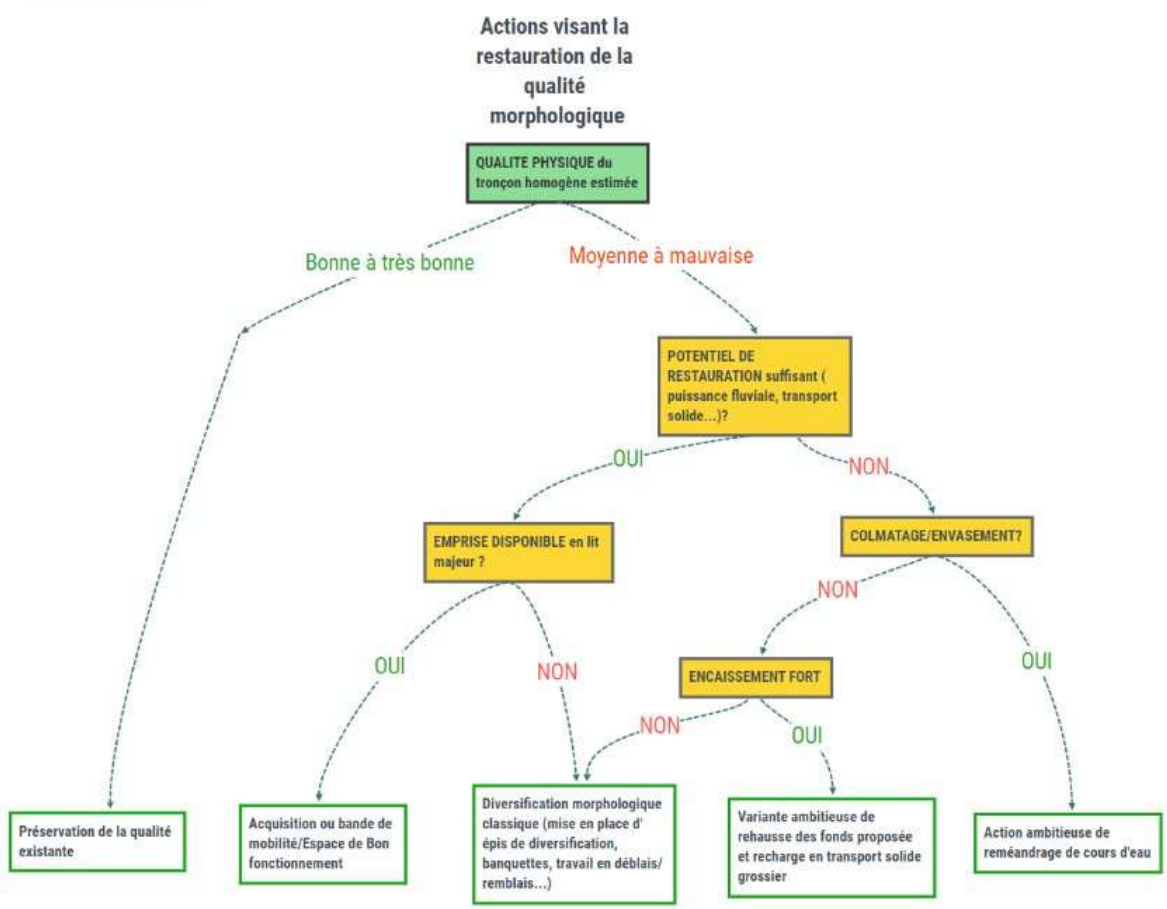 Actions visant la
restauration de la
qualité
morphologique
QUALITE PHYSIQUE du
tronçon homogène estimée
Bonne à très bonne
Moyenne à mauvaise
POTENTIEL DE
RESTAURATION suffisant (
puissance fluviale, transport
solide...)?
OUI
NON
EMPRISE DISPONIBLE en lit
majeur ?
COLMATAGE/ENVASEMENT?
NON
OUI
NON
OUI
ENCAISSEMENT FORT
NON
OUI
Préservation de la qualité
existante
Acquisition ou bande de
mobilité/Espace de Bon
fonctionnement
Diversification morphologique
classique (mise en place d'
épis de diversification,
banquettes, travail en déblais/
remblais...)
Variante ambitieuse de
rehausse des fonds proposée
et recharge en transport solide
grossier
Action ambitieuse de
reméandrage de cours d'eau